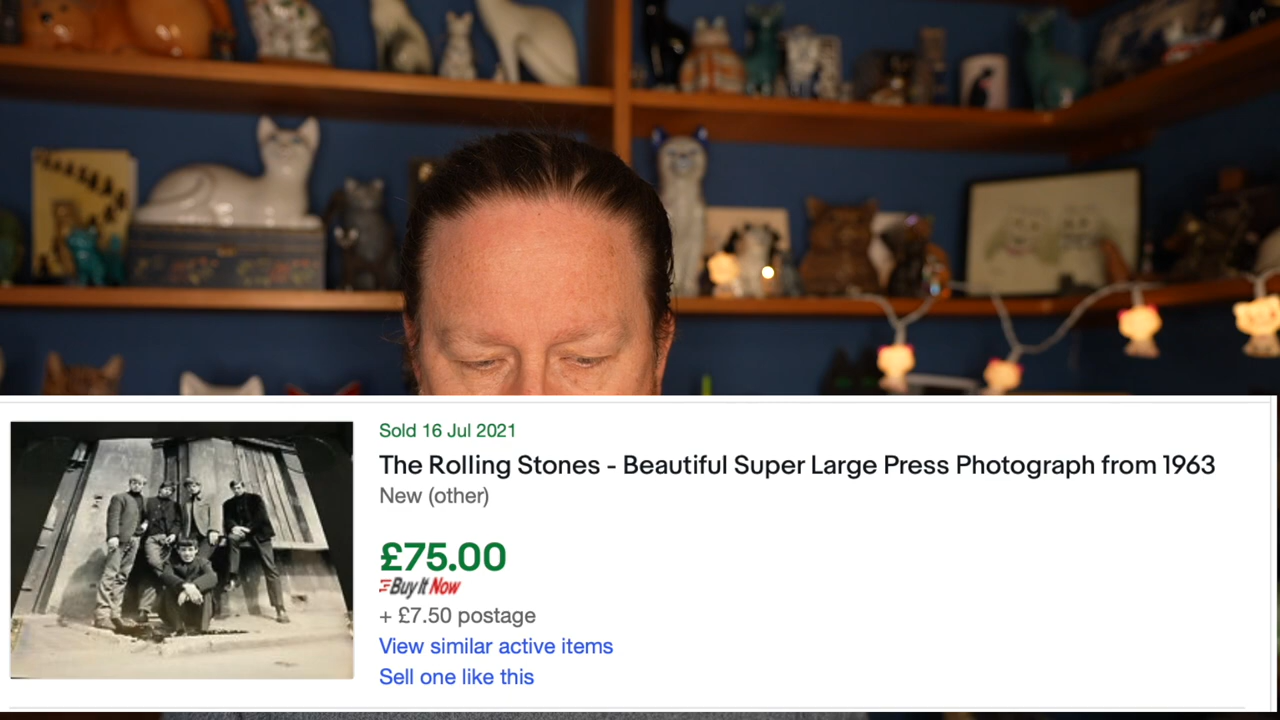 Sold 16 Jul 2021
The Rolling Stones - Beautiful Super Large Press Photograph from 1963
New (other)
£75.00
Buy It Now
+ £7.50 postage
View similar active items
Sell one like this